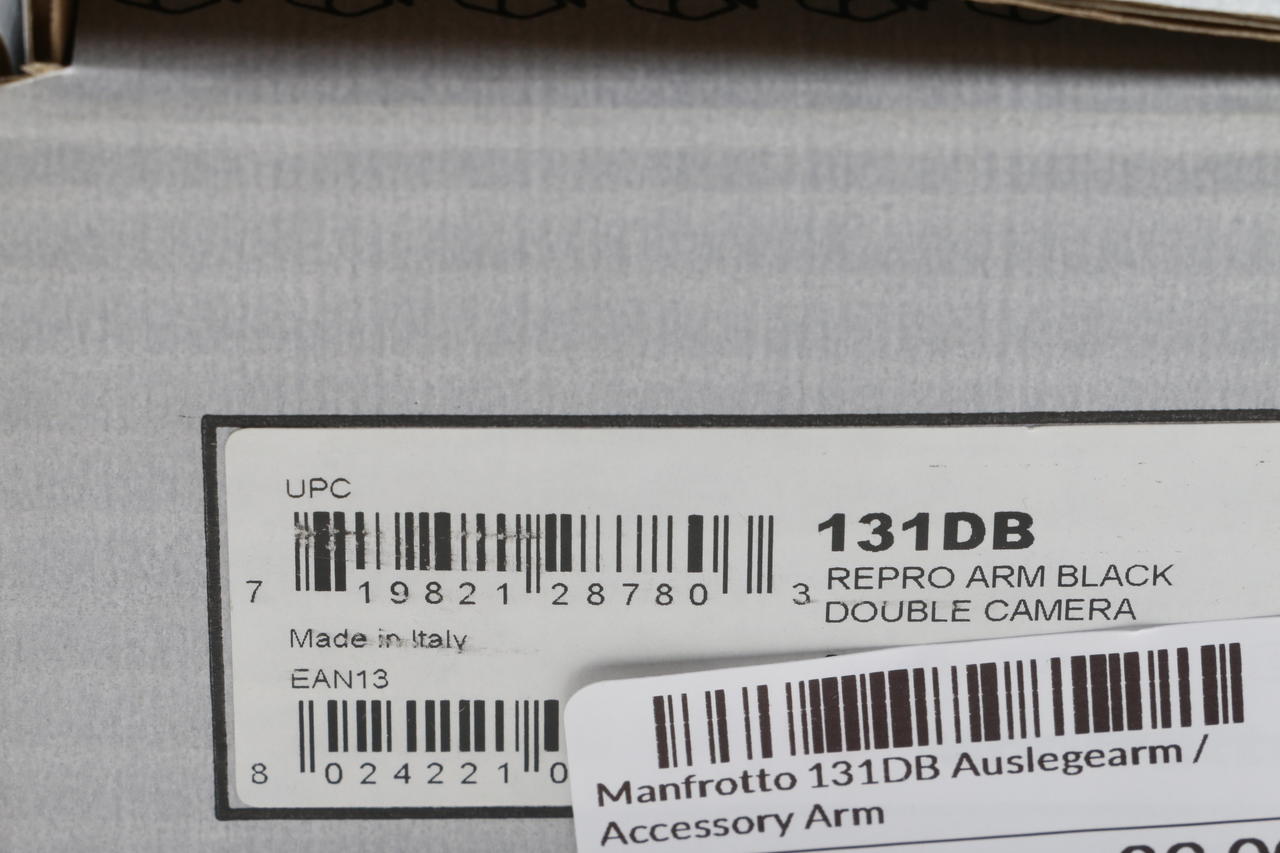 UPC
7 19821 28780 3
131DB
REPRO ARM BLACK
DOUBLE CAMERA
Made in Italy
EAN13
8 024221 0
Manfrotto 131DB Auslegearm /
Accessory Arm